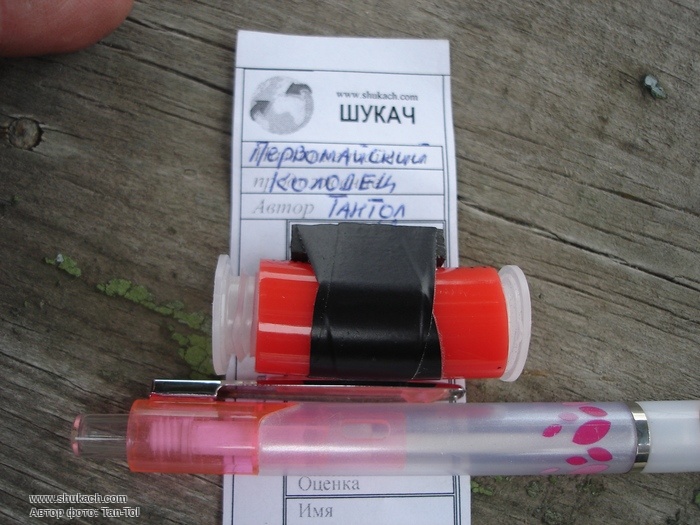 www.shukach.com
ШУКАЧ
Первомайский
Колодец
Автор ТанТол
Оценка
Имя
www.shukach.com
Автор фото: Tan-Tol